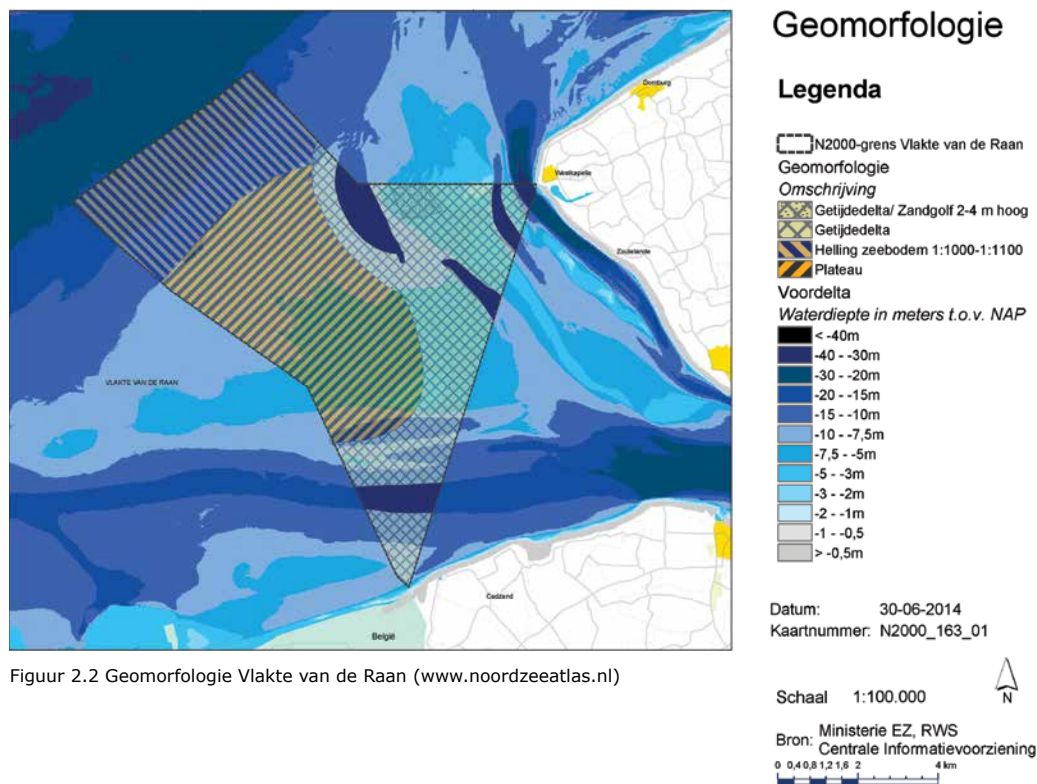 Geomorfologie
Legenda
N2000-grens Vlakte van de Raan
Geomorfologie
Omschrijving
Getijdedelta/ Zandgolf 2-4 m hoog
Getijdedelta
Helling zeebodem 1:1000-1:1100
Plateau
Voordelta
Waterdiepte in meters t.o.v. NAP
< -40m
-40 - -30m
-30 - -20m
-20 - -15m
-15 - -10m
-10 - -7,5m
-7,5 - -5m
-5 - -3m
-3 - -2m
-2 - -1m
-1 - -0,5
> -0,5m
Datum: 30-06-2014
Kaartnummer: N2000_163_01
Schaal 1:100.000
N
Bron: Ministerie EZ, RWS
Centrale Informatievoorziening
0 0,4 0,8 1,2 1,6 2 4 km
Domburg
Westkapelle
Zoutelande
VLAKTE VAN DE RAAN
Cadzand
België
Figuur 2.2 Geomorfologie Vlakte van de Raan (www.noordzeeatlas.nl)